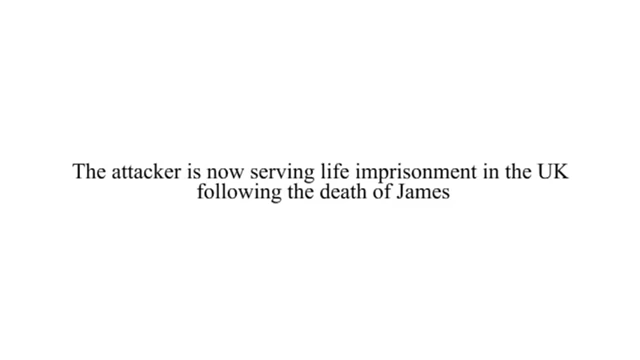 The attacker is now serving life imprisonment in the UK
following the death of James